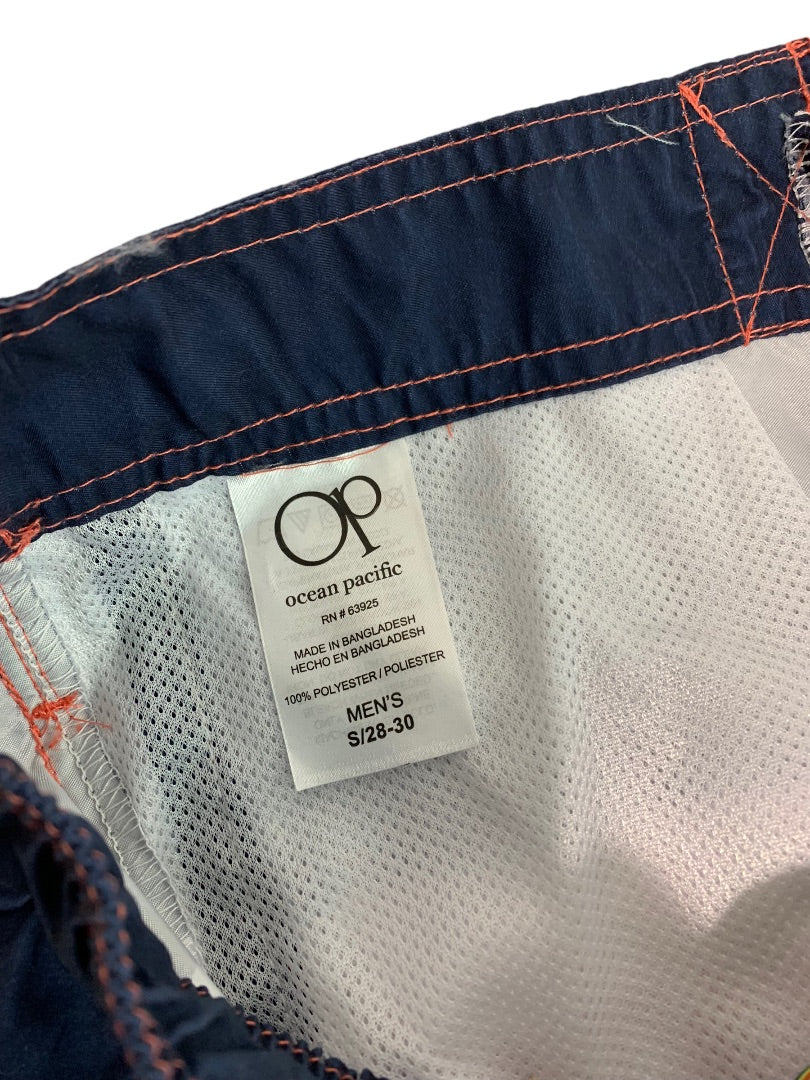 Op
ocean pacific
RN # 63925
MADE IN BANGLADESH
HECHO EN BANGLADESH
100% POLYESTER / POLIESTER
MEN'S
S/28-30